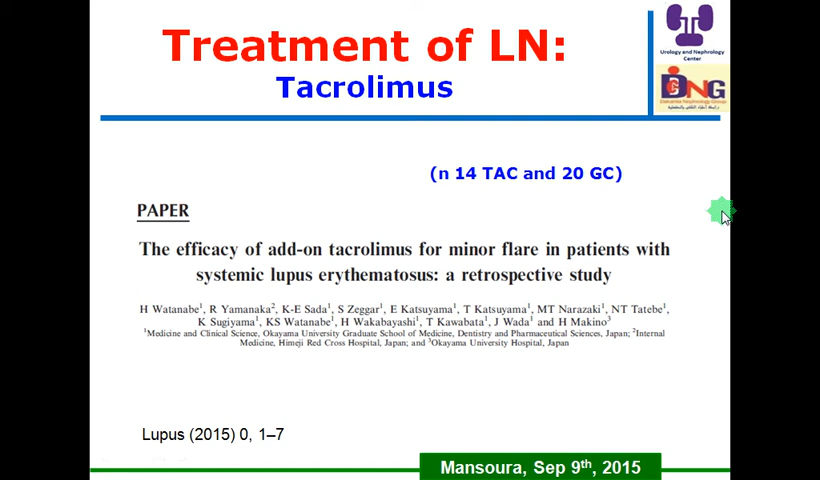 Treatment of LN:
Tacrolimus
Urology and Nephrology
Center
DNG
Dakahlia Nephrology Group
(n 14 TAC and 20 GC)
PAPER
The efficacy of add-on tacrolimus for minor flare in patients with
systemic lupus erythematosus: a retrospective study
H Watanabe1, R Yamanaka2, K-E Sada1, S Zeggar1, E Katsuyama1, T Katsuyama1, MT Narazaki1, NT Tatebe1,
K Sugiyama1, KS Watanabe1, H Wakabayashi1, T Kawabata1, J Wada1 and H Makino3
1Medicine and Clinical Science, Okayama University Graduate School of Medicine, Dentistry and Pharmaceutical Sciences, Japan; 2Internal
Medicine, Himeji Red Cross Hospital, Japan; and 3Okayama University Hospital, Japan
Lupus (2015) 0, 1–7
Mansoura, Sep 9th, 2015